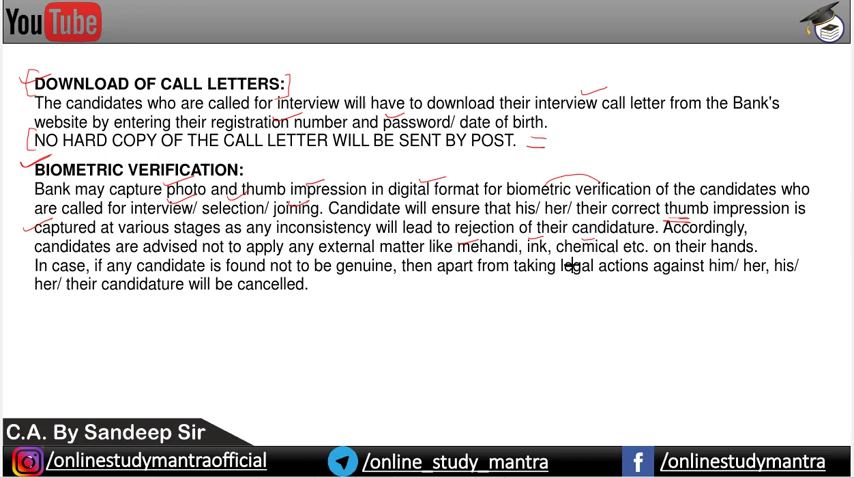 YouTube
DOWNLOAD OF CALL LETTERS:
The candidates who are called for interview will have to download their interview call letter from the Bank's
website by entering their registration number and password/ date of birth.
NO HARD COPY OF THE CALL LETTER WILL BE SENT BY POST.
BIOMETRIC VERIFICATION:
Bank may capture photo and thumb impression in digital format for biometric verification of the candidates who
are called for interview/ selection/ joining. Candidate will ensure that his/ her/ their correct thumb impression is
captured at various stages as any inconsistency will lead to rejection of their candidature. Accordingly,
candidates are advised not to apply any external matter like mehandi, ink, chemical etc. on their hands.
In case, if any candidate is found not to be genuine, then apart from taking legal actions against him/ her, his/
her/ their candidature will be cancelled.
C.A. By Sandeep Sir
/onlinestudymantraofficial
/online_study_mantra
/onlinestudymantra